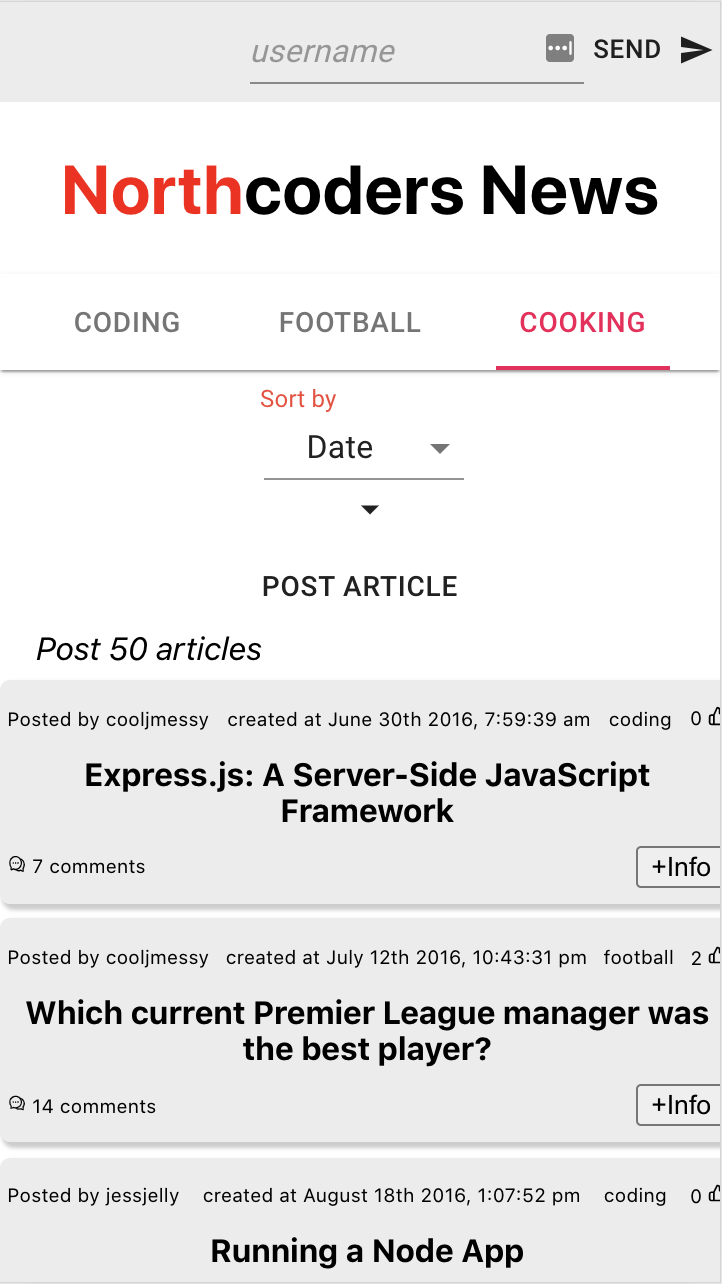 username SEND
Northcoders News
CODING FOOTBALL COOKING
Sort by
Date
POST ARTICLE
Post 50 articles
Posted by cooljmessy created at June 30th 2016, 7:59:39 am coding 0
Express.js: A Server-Side JavaScript
Framework
7 comments +Info
Posted by cooljmessy created at July 12th 2016, 10:43:31 pm football 2
Which current Premier League manager was
the best player?
14 comments +Info
Posted by jessjelly created at August 18th 2016, 1:07:52 pm coding 0
Running a Node App